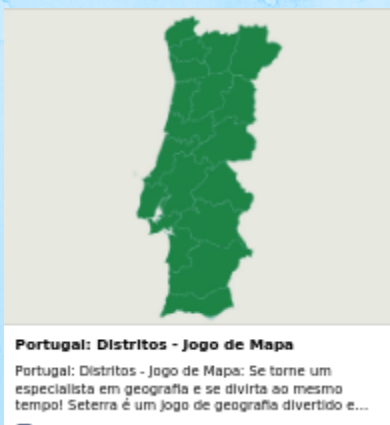 Portugal: Distritos - Jogo de Mapa
Portugal: Distritos - Jogo de Mapa: Se torne um
especialista em geografia e se divirta ao mesmo
tempo! Seterra é um jogo de geografia divertido e...